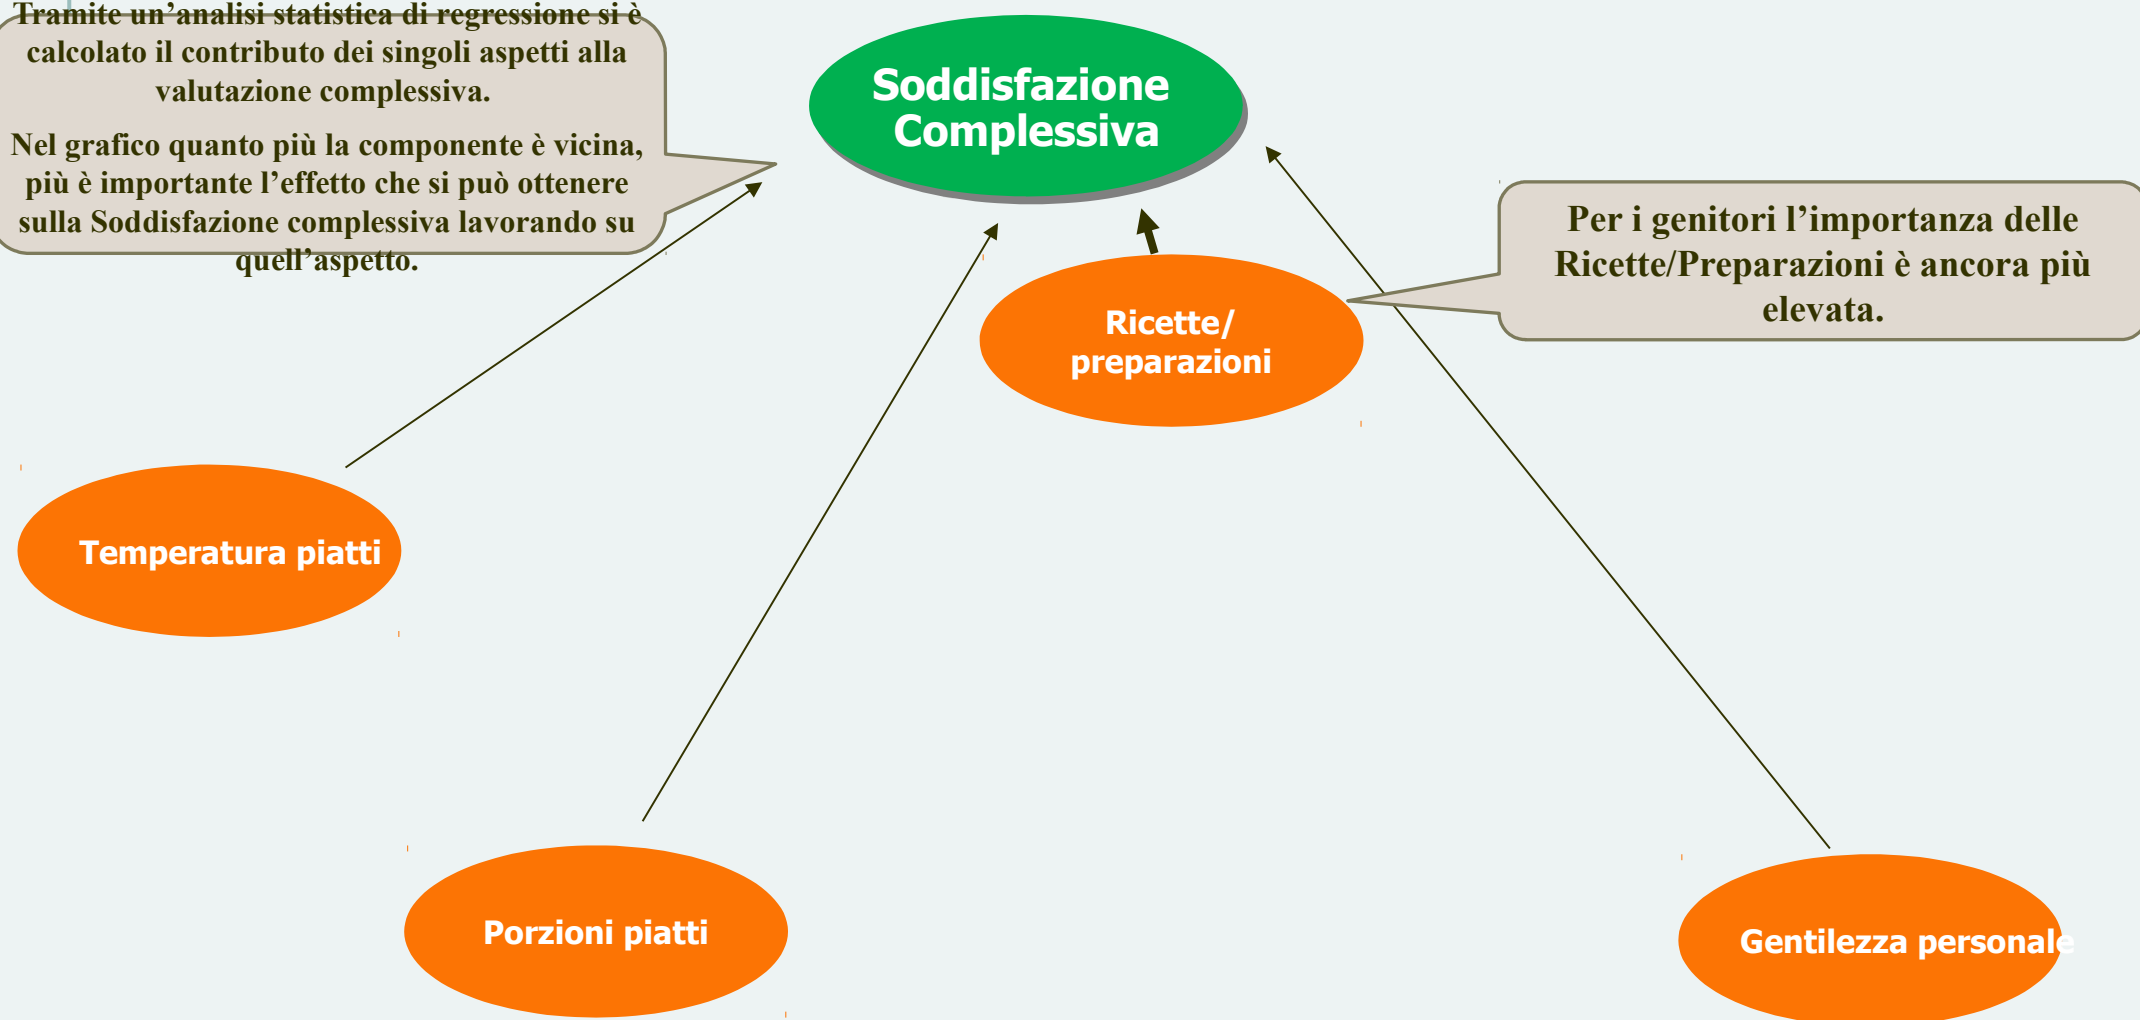 Tramite un’analisi statistica di regressione si è
calcolato il contributo dei singoli aspetti alla
valutazione complessiva.
Nel grafico quanto più la componente è vicina,
più è importante l’effetto che si può ottenere
sulla Soddisfazione complessiva lavorando su
quell’aspetto.
Soddisfazione
Complessiva
Per i genitori l’importanza delle
Ricette/Preparazioni è ancora più
elevata.
Ricette/
preparazioni
Temperatura piatti
Porzioni piatti
Gentilezza personale